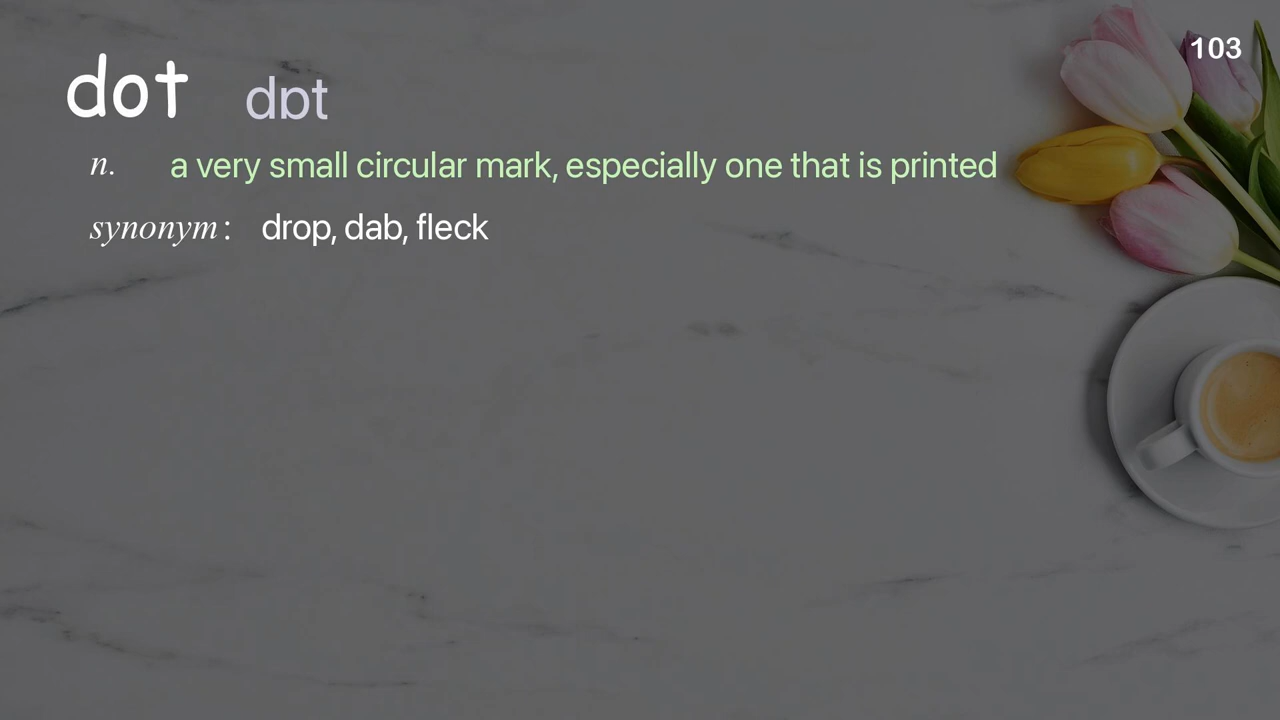 103
dot dɒt
n. a very small circular mark, especially one that is printed
synonym: drop, dab, fleck